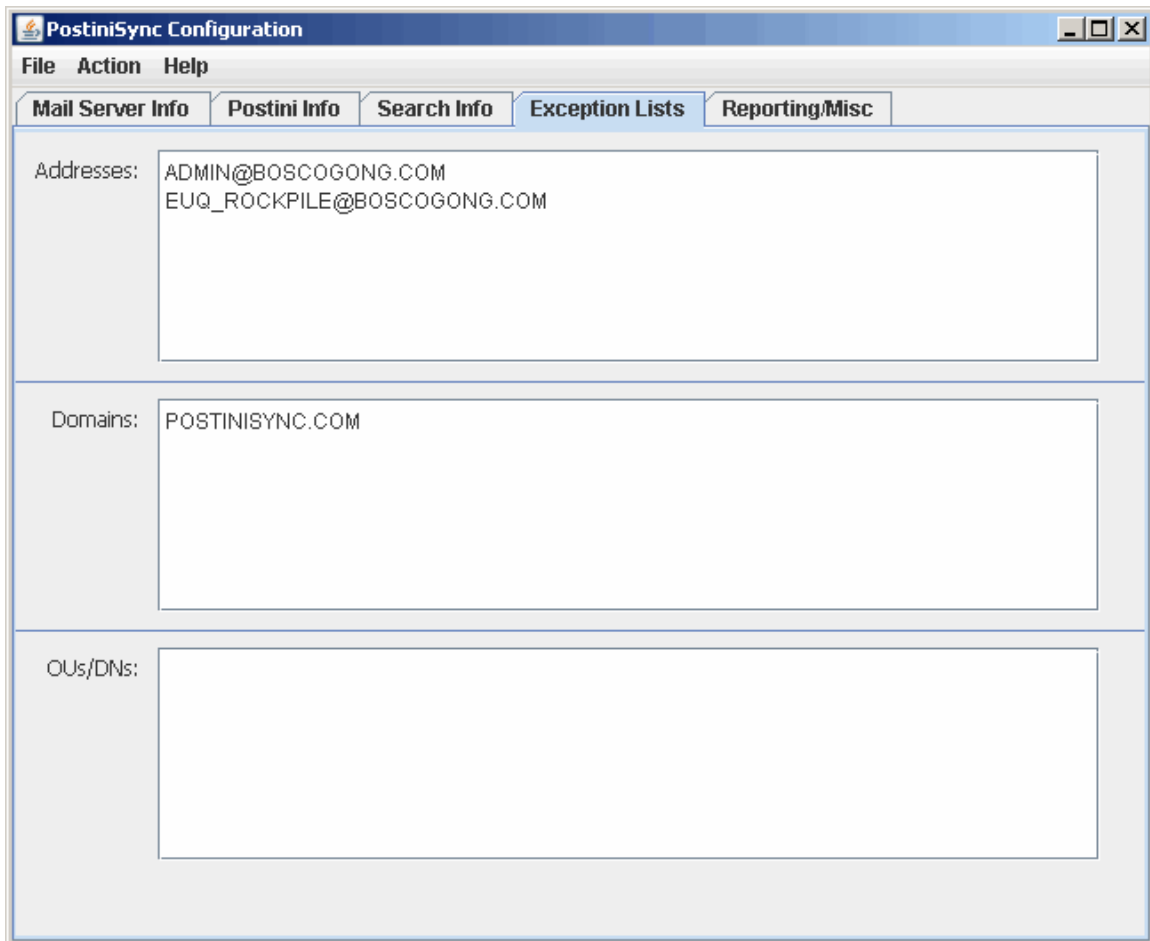 PostiniSync Configuration
File Action Help
Mail Server Info Postini Info Search Info Exception Lists Reporting/Misc
Addresses:
ADMIN@BOSCOGONG.COM
EUQ_ROCKPILE@BOSCOGONG.COM
Domains:
POSTINISYNC.COM
OUs/DNs: